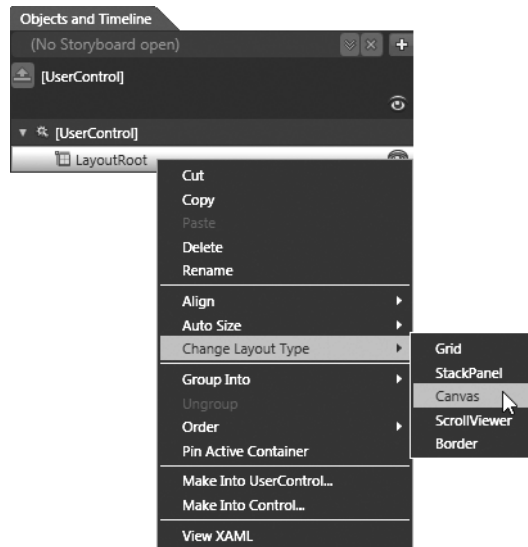 Objects and Timeline
(No Storyboard open)
[UserControl]
[UserControl]
LayoutRoot
Cut
Copy
Paste
Delete
Rename
Align
Auto Size
Change Layout Type
Grid
StackPanel
Canvas
ScrollViewer
Border
Group Into
Ungroup
Order
Pin Active Container
Make Into UserControl...
Make Into Control...
View XAML